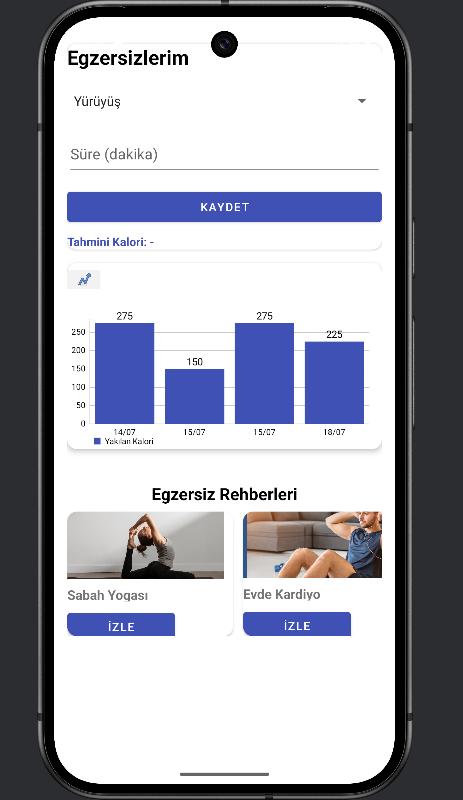 Egzersizlerim
Yürüyüş
Süre (dakika)
KAYDET
Tahmini Kalori: -
275
150
275
225
250
200
150
100
50
0
14/07
15/07
15/07
18/07
Yakılan Kalori
Egzersiz Rehberleri
Sabah Yogası
Evde Kardiyo
İZLE
İZLE